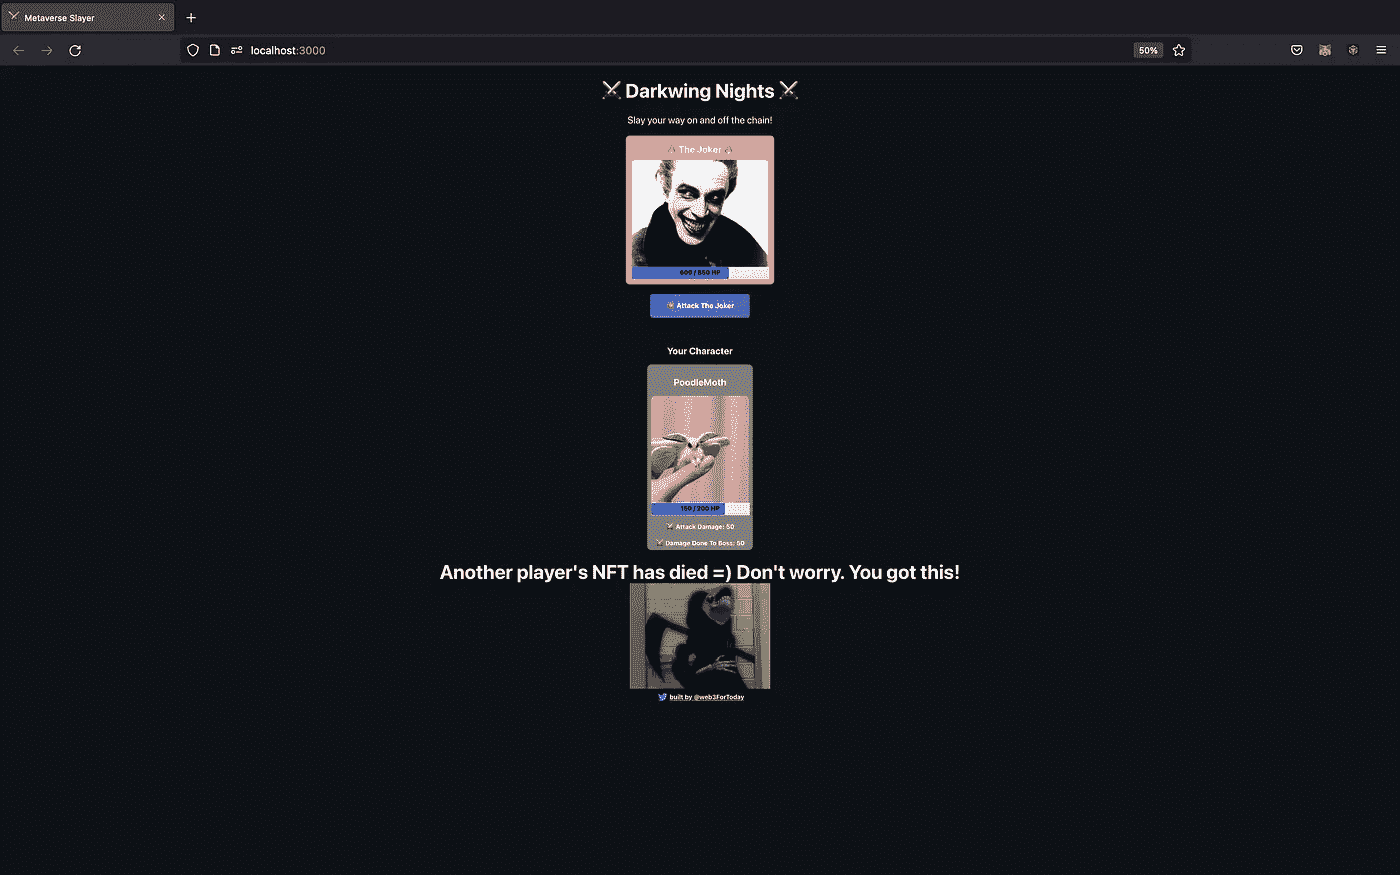 Metaverse Slayer
localhost:3000
50%
Darkwing Nights
Slay your way on and off the chain!
The Joker
600 / 850 HP
Attack The Joker
Your Character
PoodleMoth
150 / 200 HP
Attack Damage: 50
Damage Done To Boss: 50
Another player's NFT has died =) Don't worry. You got this!
built by @web3ForToday